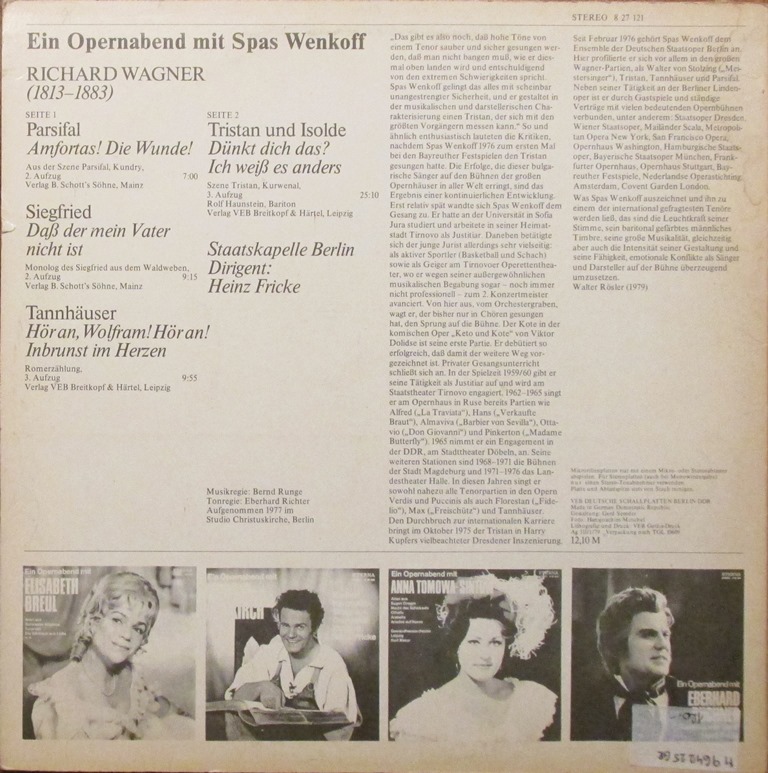 STEREO 8 27 121
Ein Opernabend mit Spas Wenkoff
RICHARD WAGNER
(1813–1883)
SEITE 1
Parsifal
Amfortas! Die Wunde!
Aus der Szene Parsifal, Kundry,
2. Aufzug 7:00
Verlag B. Schott's Söhne, Mainz
Siegfried
Daß der mein Vater
nicht ist
Monolog des Siegfried aus dem Waldweben,
2. Aufzug 9:15
Verlag B. Schott's Söhne, Mainz
Tannhäuser
Hör an, Wolfram! Hör an!
Inbrunst im Herzen
Romerzählung,
3. Aufzug 9:55
Verlag VEB Breitkopf & Härtel, Leipzig
SEITE 2
Tristan und Isolde
Dünkt dich das?
Ich weiß es anders
Szene Tristan, Kurwenal,
3. Aufzug 25:10
Rolf Haunstein, Bariton
Verlag VEB Breitkopf & Härtel, Leipzig
Staatskapelle Berlin
Dirigent:
Heinz Fricke
Musikregie: Bernd Runge
Tonregie: Eberhard Richter
Aufgenommen 1977 im
Studio Christuskirche, Berlin
„Das gibt es also noch, daß hohe Töne von
einem Tenor sauber und sicher gesungen wer-
den, daß man nicht bangen muß, wie er dies-
mal oben landen wird und entschuldigend
von den extremen Schwierigkeiten spricht.
Spas Wenkoff gelingt das alles mit scheinbar
unangestrengter Sicherheit, und er gestaltet in
der musikalischen und darstellerischen Cha-
rakterisierung einen Tristan, der sich mit den
größten Vorgängern messen kann." So und
ähnlich enthusiastisch lauteten die Kritiken,
nachdem Spas Wenkoff 1976 zum ersten Mal
bei den Bayreuther Festspielen den Tristan
gesungen hatte. Die Erfolge, die dieser bulga-
rische Sänger auf den Bühnen der großen
Opernhäuser in aller Welt erringt, sind das
Ergebnis einer kontinuierlichen Entwicklung.
Erst relativ spät wandte sich Spas Wenkoff dem
Gesang zu. Er hatte an der Universität in Sofia
Jura studiert und arbeitete in seiner Heimat-
stadt Tirnovo als Justitiar. Daneben betätigte
sich der junge Jurist allerdings sehr vielseitig:
als aktiver Sportler (Basketball und Schach)
sowie als Geiger am Tirnovoer Operettenthea-
ter, wo er wegen seiner außergewöhnlichen
musikalischen Begabung sogar – noch immer
nicht professionell – zum 2. Konzertmeister
avanciert. Von hier aus, vom Orchestergraben,
wagt er, der bisher nur in Chören gesungen
hat, den Sprung auf die Bühne. Der Kote in der
komischen Oper „Keto und Kote" von Viktor
Dolidse ist seine erste Partie. Er debütiert so
erfolgreich, daß damit der weitere Weg vor-
gezeichnet ist. Privater Gesangsunterricht
schließt sich an. In der Spielzeit 1959/60 gibt er
seine Tätigkeit als Justitiar auf und wird am
Staatstheater Tirnovo engagiert. 1962–1965 singt
er am Opernhaus in Ruse bereits Partien wie
Alfred („La Traviata"), Hans („Verkaufte
Braut"), Almaviva („Barbier von Sevilla"), Otta-
vio („Don Giovanni") und Pinkerton („Madame
Butterfly"). 1965 nimmt er ein Engagement in
der DDR, am Stadttheater Döbeln, an. Seine
weiteren Stationen sind 1968–1971 die Bühnen
der Stadt Magdeburg und 1971–1976 das Lan-
destheater Halle. In diesen Jahren singt er
sowohl nahezu alle Tenorpartien in den Opern
Verdis und Puccinis als auch Florestan („Fide-
lio"), Max („Freischütz") und Tannhäuser.
Den Durchbruch zur internationalen Karriere
bringt im Oktober 1975 der Tristan in Harry
Kupfers vielbeachteter Dresdener Inszenierung.
Seit Februar 1976 gehört Spas Wenkoff dem
Ensemble der Deutschen Staatsoper Berlin an.
Hier profilierte er sich vor allem in den großen
Wagner-Partien, als Walter von Stolzing („Mei-
stersinger"), Tristan, Tannhäuser und Parsifal.
Neben seiner Tätigkeit an der Berliner Linden-
oper ist er durch Gastspiele und ständige
Verträge mit vielen bedeutenden Opernbühnen
verbunden, unter anderem: Staatsoper Dresden,
Wiener Staatsoper, Mailänder Scala, Metropoli-
tan Opera New York, San Francisco Opera,
Opernhaus Washington, Hamburgische Staats-
oper, Bayerische Staatsoper München, Frank-
furter Opernhaus, Opernhaus Stuttgart, Bay-
reuther Festspiele, Nederlandse Operastichting
Amsterdam, Covent Garden London.
Was Spas Wenkoff auszeichnet und ihn zu
einem der international gefragtesten Tenöre
werden ließ, das sind die Leuchtkraft seiner
Stimme, sein baritonal gefärbtes männliches
Timbre, seine große Musikalität, gleichzeitig
aber auch die Intensität seiner Gestaltung und
seine Fähigkeit, emotionale Konflikte als Sänger
und Darsteller auf der Bühne überzeugend
umzusetzen.
Walter Rösler (1979)
VEB DEUTSCHE SCHALLPLATTEN BERLIN DDR
Made in German Democratic Republic
12,10 M
Ein Opernabend mit
ELISABETH
BREUL
Ein Opernabend mit
ETERNA
Ein Opernabend mit
ETERNA
ANNA TOMOWA-SINTOW
ETERNA
Ein Opernabend mit
EBERHARD